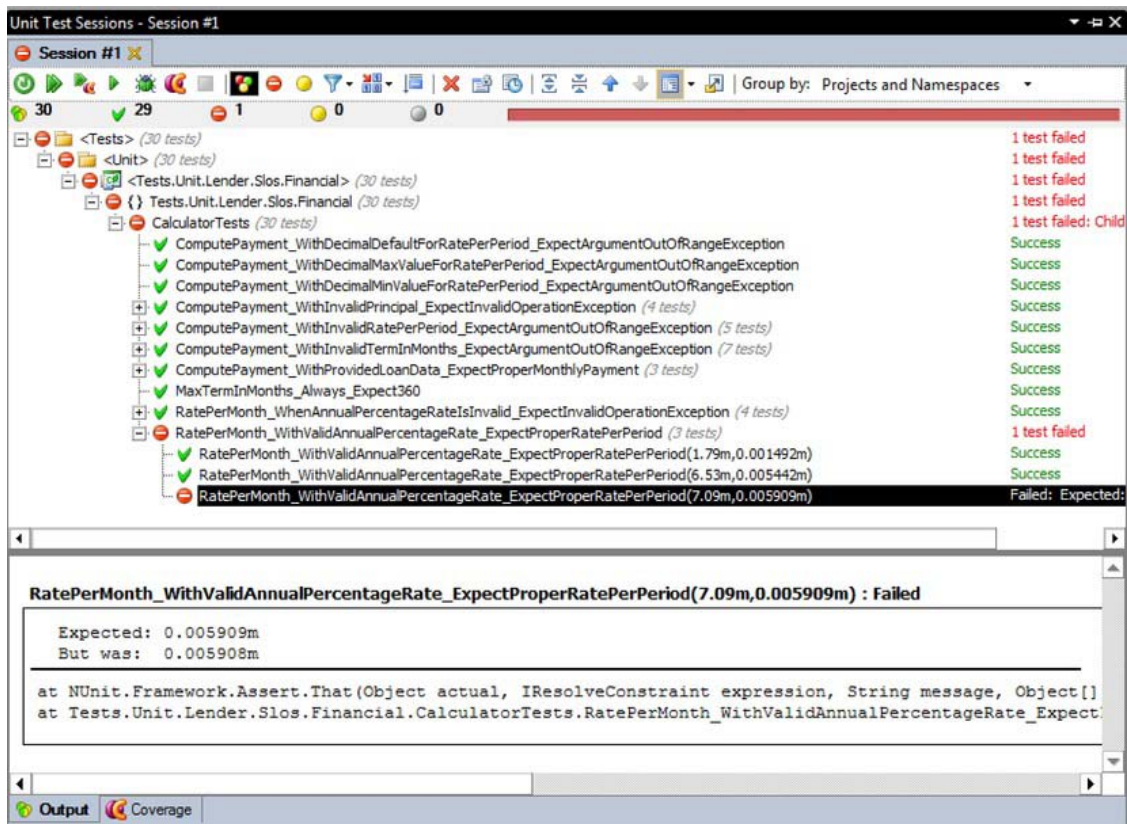 Unit Test Sessions - Session #1
Session #1
Group by: Projects and Namespaces
30 29 1 0 0
<Tests> (30 tests) 1 test failed
<Unit> (30 tests) 1 test failed
<Tests.Unit.Lender.Slos.Financial> (30 tests) 1 test failed
{} Tests.Unit.Lender.Slos.Financial (30 tests) 1 test failed
CalculatorTests (30 tests) 1 test failed: Child
ComputePayment_WithDecimalDefaultForRatePerPeriod_ExpectArgumentOutOfRangeException Success
ComputePayment_WithDecimalMaxValueForRatePerPeriod_ExpectArgumentOutOfRangeException Success
ComputePayment_WithDecimalMinValueForRatePerPeriod_ExpectArgumentOutOfRangeException Success
ComputePayment_WithInvalidPrincipal_ExpectInvalidOperationException (4 tests) Success
ComputePayment_WithInvalidRatePerPeriod_ExpectArgumentOutOfRangeException (5 tests) Success
ComputePayment_WithInvalidTermInMonths_ExpectArgumentOutOfRangeException (7 tests) Success
ComputePayment_WithProvidedLoanData_ExpectProperMonthlyPayment (3 tests) Success
MaxTermInMonths_Always_Expect360 Success
RatePerMonth_WhenAnnualPercentageRateIsInvalid_ExpectInvalidOperationException (4 tests) Success
RatePerMonth_WithValidAnnualPercentageRate_ExpectProperRatePerPeriod (3 tests) 1 test failed
RatePerMonth_WithValidAnnualPercentageRate_ExpectProperRatePerPeriod(1.79m,0.001492m) Success
RatePerMonth_WithValidAnnualPercentageRate_ExpectProperRatePerPeriod(6.53m,0.005442m) Success
RatePerMonth_WithValidAnnualPercentageRate_ExpectProperRatePerPeriod(7.09m,0.005909m) Failed: Expected:
RatePerMonth_WithValidAnnualPercentageRate_ExpectProperRatePerPeriod(7.09m,0.005909m) : Failed
Expected: 0.005909m
But was: 0.005908m
at NUnit.Framework.Assert.That(Object actual, IResolveConstraint expression, String message, Object[]
at Tests.Unit.Lender.Slos.Financial.CalculatorTests.RatePerMonth_WithValidAnnualPercentageRate_Expect
Output Coverage